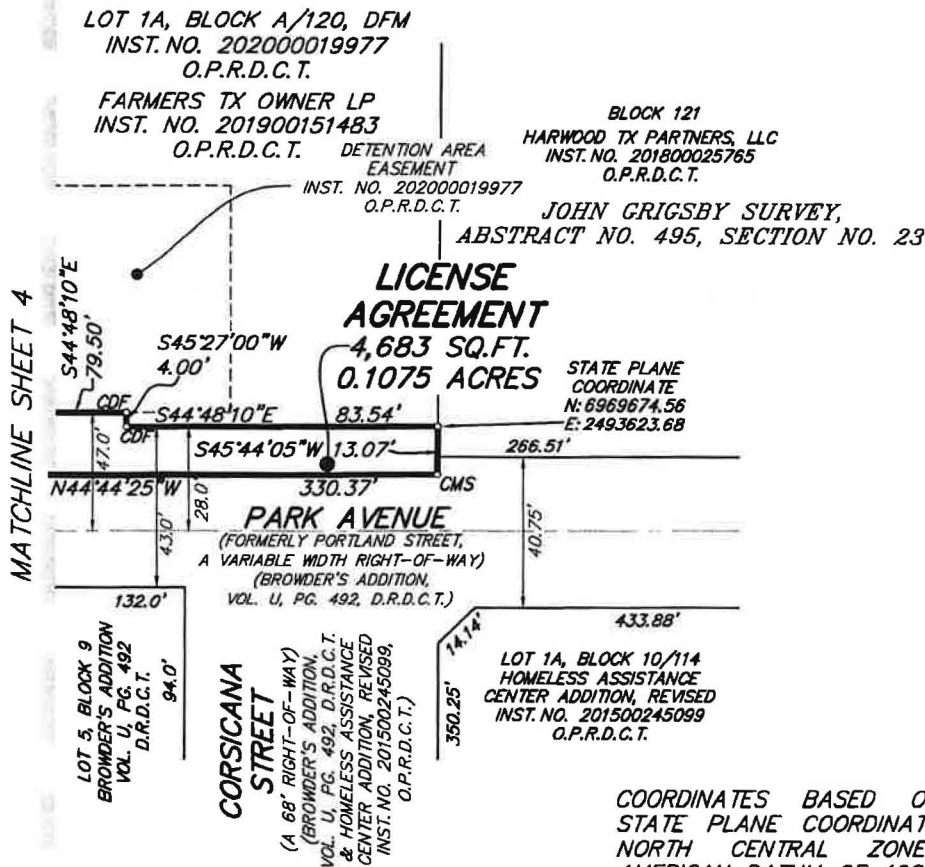 LOT 1A, BLOCK A/120, DFM
INST. NO. 202000019977
O.P.R.D.C.T.
FARMERS TX OWNER LP
INST. NO. 201900151483
O.P.R.D.C.T.
DETENTION AREA
EASEMENT
INST. NO. 202000019977
O.P.R.D.C.T.
BLOCK 121
HARWOOD TX PARTNERS, LLC
INST. NO. 201800025765
O.P.R.D.C.T.
JOHN GRIGSBY SURVEY,
ABSTRACT NO. 495, SECTION NO. 23
LICENSE
AGREEMENT
4,683 SQ.FT.
0.1075 ACRES
MATCHLINE SHEET 4
S44°48'10"E
79.50'
S45°27'00"W
4.00'
STATE PLANE
COORDINATE
N: 6969674.56
E: 2493623.68
CDF
S44°48'10"E 83.54'
CDF
S45°44'05"W 13.07'
266.51'
47.0'
N44°44'25"W 330.37'
CMS
43.0'
28.0'
40.75'
PARK AVENUE
(FORMERLY PORTLAND STREET,
A VARIABLE WIDTH RIGHT-OF-WAY)
(BROWDER'S ADDITION,
VOL. U, PG. 492, D.R.D.C.T.)
132.0'
14.14'
433.88'
LOT 5, BLOCK 9
BROWDER'S ADDITION
VOL. U, PG. 492
D.R.D.C.T.
94.0'
CORSICANA
STREET
(A 68' RIGHT-OF-WAY)
(BROWDER'S ADDITION,
VOL. U, PG. 492, D.R.D.C.T.
& HOMELESS ASSISTANCE
CENTER ADDITION, REVISED
INST. NO. 201500245099,
O.P.R.D.C.T.)
350.25'
LOT 1A, BLOCK 10/114
HOMELESS ASSISTANCE
CENTER ADDITION, REVISED
INST. NO. 201500245099
O.P.R.D.C.T.
COORDINATES BASED O
STATE PLANE COORDINAT
NORTH CENTRAL ZONE